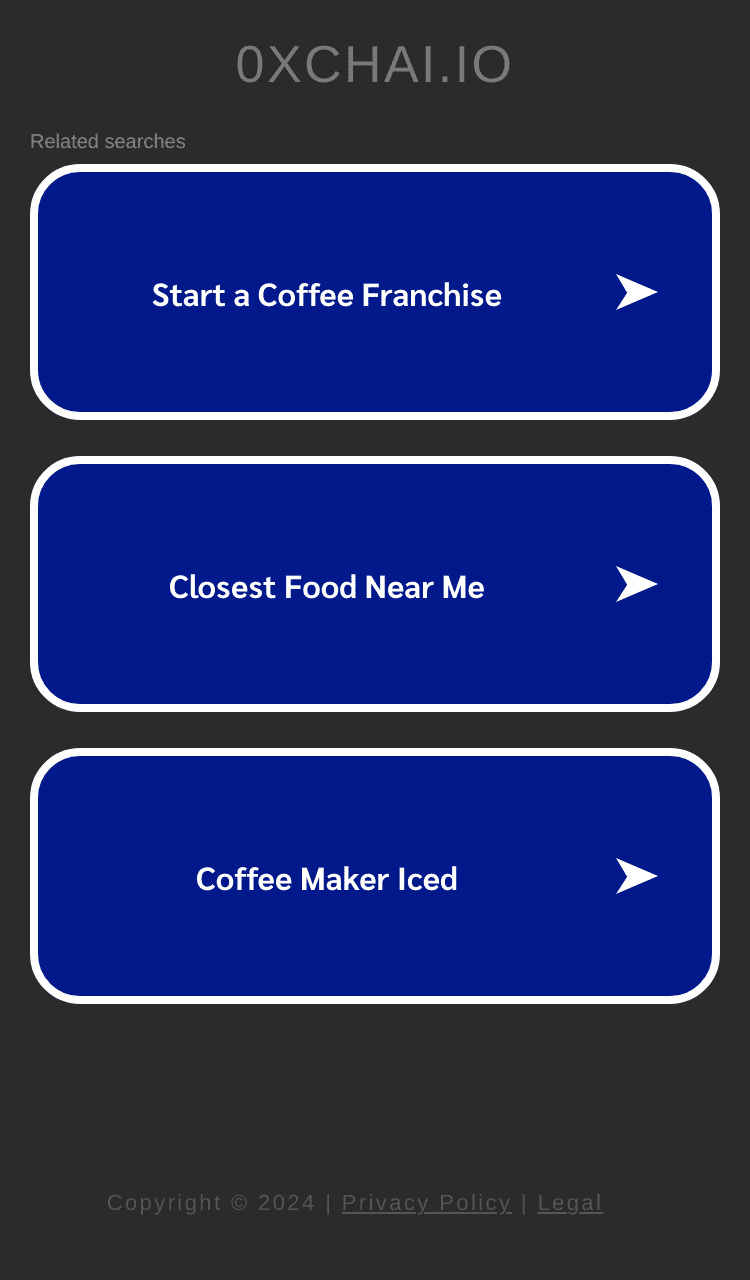 0XCHAI.IO
Related searches
Start a Coffee Franchise
Closest Food Near Me
Coffee Maker Iced
Copyright © 2024 | Privacy Policy | Legal